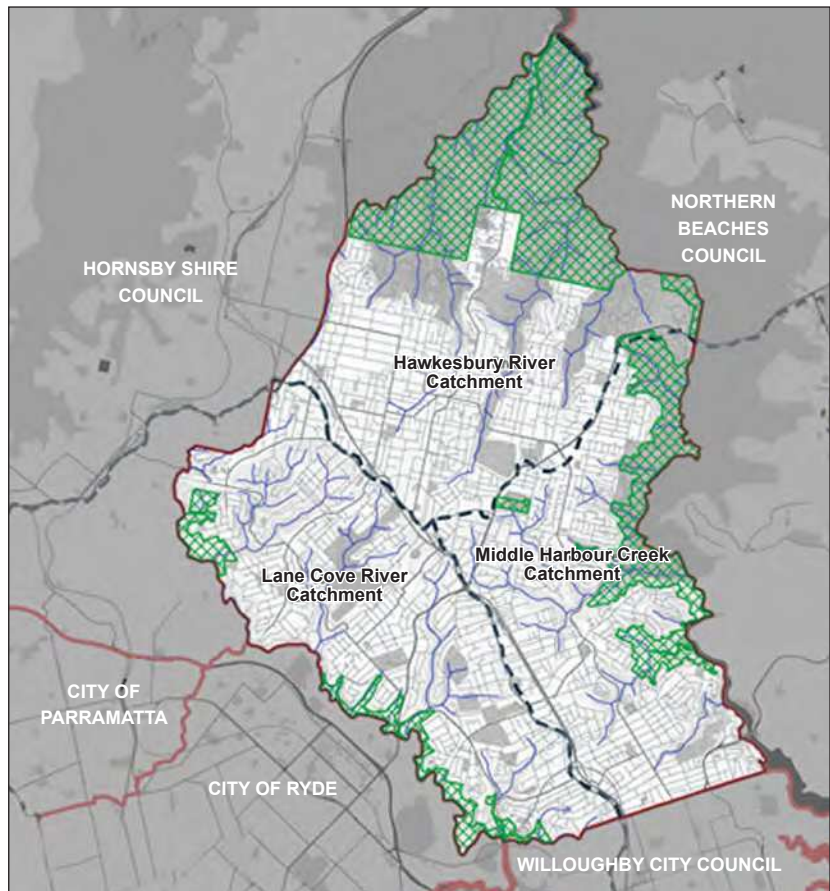 NORTHERN
BEACHES
COUNCIL
HORNSBY SHIRE
COUNCIL
Hawkesbury River
Catchment
Middle Harbour Creek
Catchment
Lane Cove River
Catchment
CITY OF
PARRAMATTA
CITY OF RYDE
WILLOUGHBY CITY COUNCIL